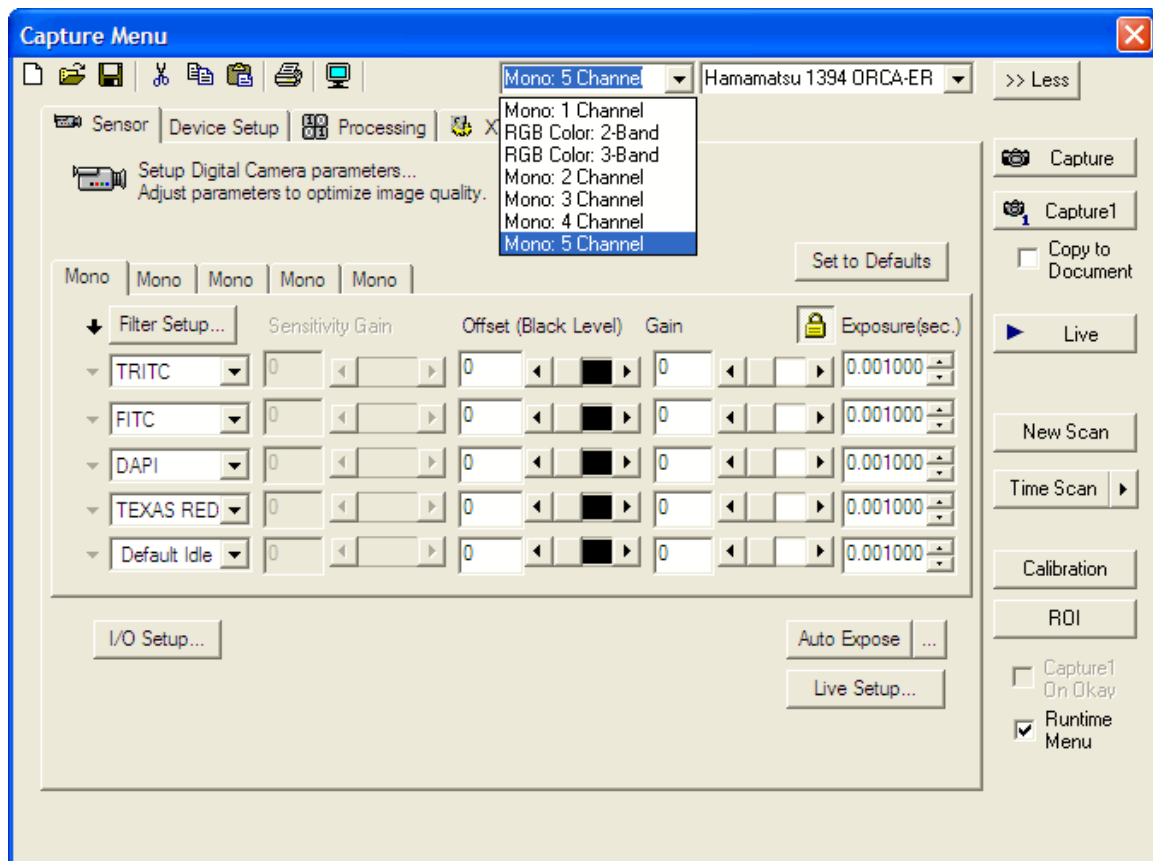 Capture Menu
Mono: 5 Channel Hamamatsu 1394 ORCA-ER >> Less
Mono: 1 Channel
RGB Color: 2-Band
RGB Color: 3-Band
Mono: 2 Channel
Mono: 3 Channel
Mono: 4 Channel
Mono: 5 Channel
Sensor Device Setup Processing X
Setup Digital Camera parameters...
Adjust parameters to optimize image quality.
Set to Defaults
Mono Mono Mono Mono Mono
Filter Setup... Sensitivity Gain Offset (Black Level) Gain Exposure(sec.)
TRITC 0 0 0 0.001000
FITC 0 0 0 0.001000
DAPI 0 0 0 0.001000
TEXAS RED 0 0 0 0.001000
Default Idle 0 0 0 0.001000
I/O Setup... Auto Expose ...
Live Setup...
Capture
1 Capture1
Copy to
Document
Live
New Scan
Time Scan
Calibration
ROI
Capture1
On Okay
Runtime
Menu